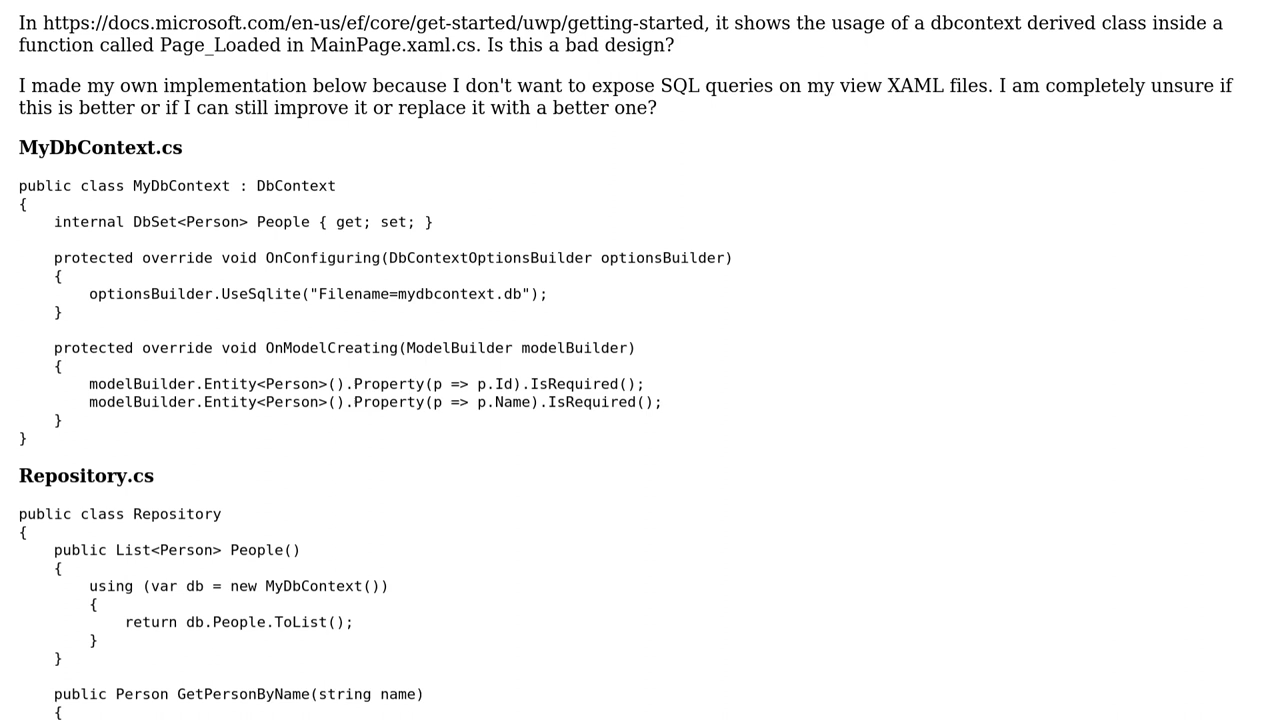 In https://docs.microsoft.com/en-us/ef/core/get-started/uwp/getting-started, it shows the usage of a dbcontext derived class inside a
function called Page_Loaded in MainPage.xaml.cs. Is this a bad design?
I made my own implementation below because I don't want to expose SQL queries on my view XAML files. I am completely unsure if
this is better or if I can still improve it or replace it with a better one?
MyDbContext.cs
public class MyDbContext : DbContext
{
    internal DbSet<Person> People { get; set; }
    protected override void OnConfiguring(DbContextOptionsBuilder optionsBuilder)
    {
        optionsBuilder.UseSqlite("Filename=mydbcontext.db");
    }
    protected override void OnModelCreating(ModelBuilder modelBuilder)
    {
        modelBuilder.Entity<Person>().Property(p => p.Id).IsRequired();
        modelBuilder.Entity<Person>().Property(p => p.Name).IsRequired();
    }
}
Repository.cs
public class Repository
{
    public List<Person> People()
    {
        using (var db = new MyDbContext())
        {
            return db.People.ToList();
        }
    }
    public Person GetPersonByName(string name)
    {